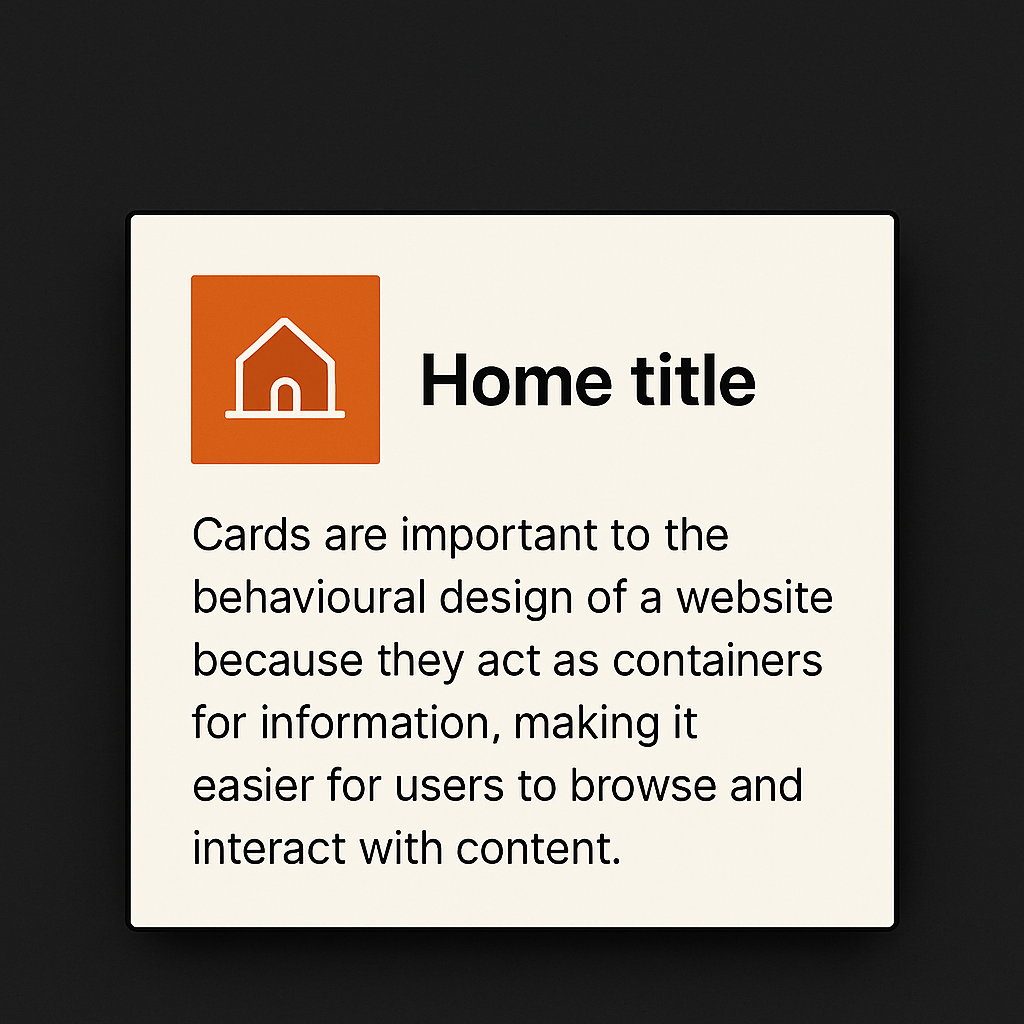 Home title
Cards are important to the
behavioural design of a website
because they act as containers
for information, making it
easier for users to browse and
interact with content.